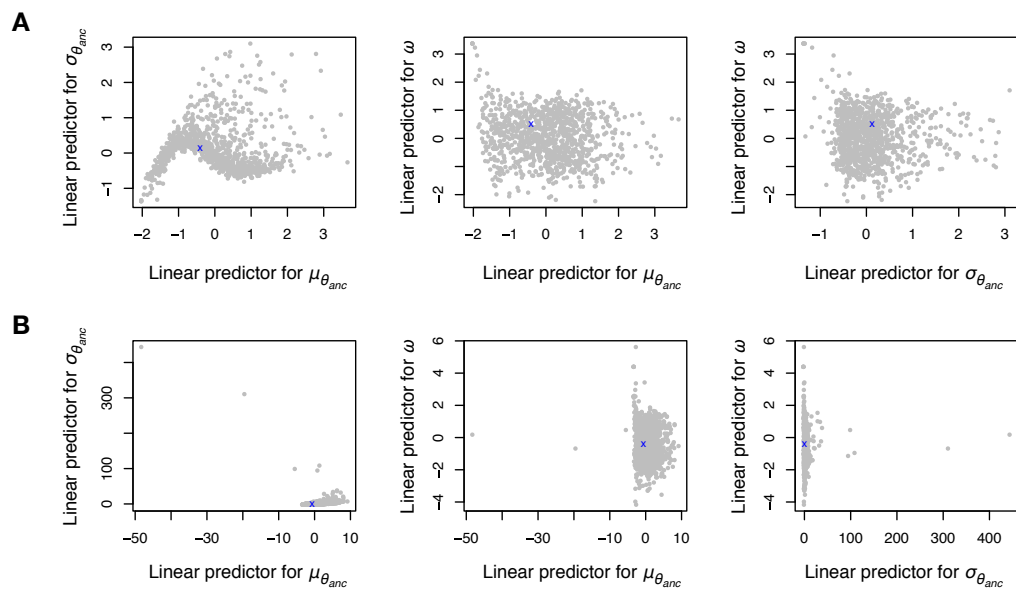 A
Linear predictor for σθanc
3
2
1
0
−1
−2 −1 0 1 2 3
Linear predictor for μθanc
Linear predictor for ω
3
2
1
0
−2
−2 −1 0 1 2 3
Linear predictor for μθanc
Linear predictor for ω
3
2
1
0
−2
−1 0 1 2 3
Linear predictor for σθanc
B
Linear predictor for σθanc
300
100
0
−50 −30 −10 0 10
Linear predictor for μθanc
Linear predictor for ω
6
4
2
0
−2
−4
−50 −30 −10 0 10
Linear predictor for μθanc
Linear predictor for ω
6
4
2
0
−2
−4
0 100 200 300 400
Linear predictor for σθanc